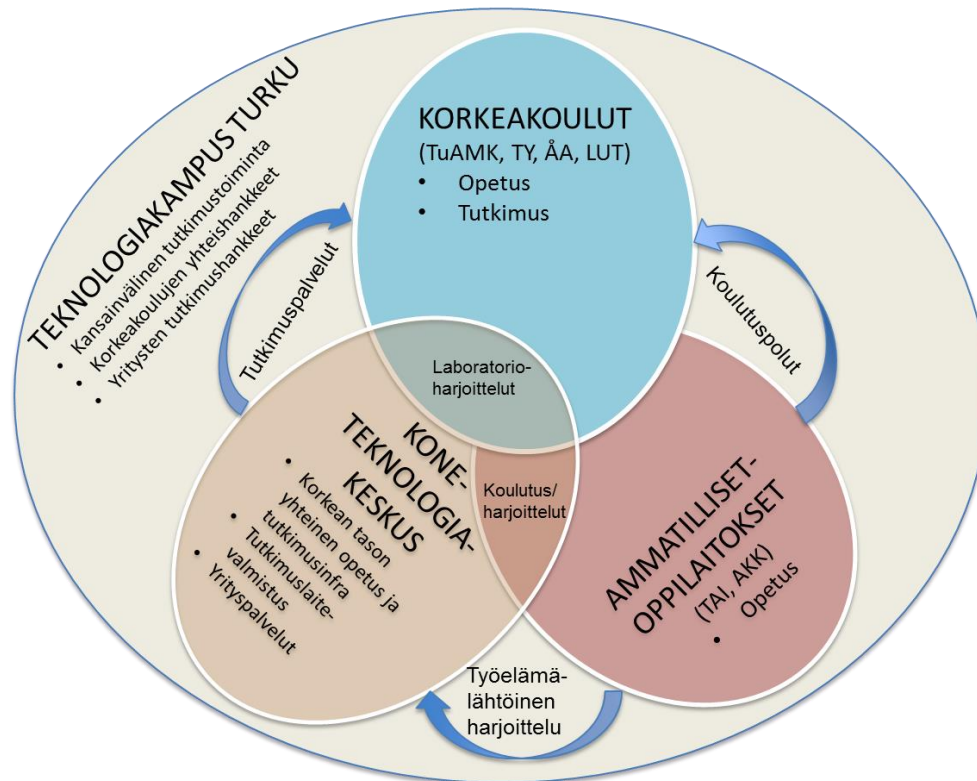 TEKNOLOGIAKAMPUS TURKU
• Kansainvälinen tutkimustoiminta
• Korkeakoulujen yhteishankkeet
• Yritysten tutkimushankkeet
KORKEAKOULUT
(TuAMK, TY, ÅA, LUT)
• Opetus
• Tutkimus
Tutkimuspalvelut
Koulutuspolut
Laboratorio-
harjoittelut
KONE-
TEKNOLOGIA-
KESKUS
• Korkean tason
yhteinen opetus ja
tutkimusinfra
• Tutkimuslaite-
valmistus
• Yrityspalvelut
Koulutus/
harjoittelut
AMMATILLISET-
OPPILAITOKSET
(TAI, AKK)
• Opetus
Työelämä-
lähtöinen
harjoittelu